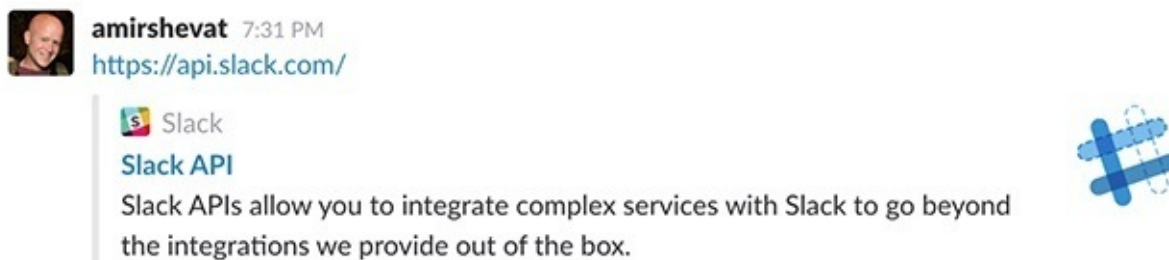 amirshevat 7:31 PM
https://api.slack.com/
S Slack
Slack API
Slack APIs allow you to integrate complex services with Slack to go beyond
the integrations we provide out of the box.